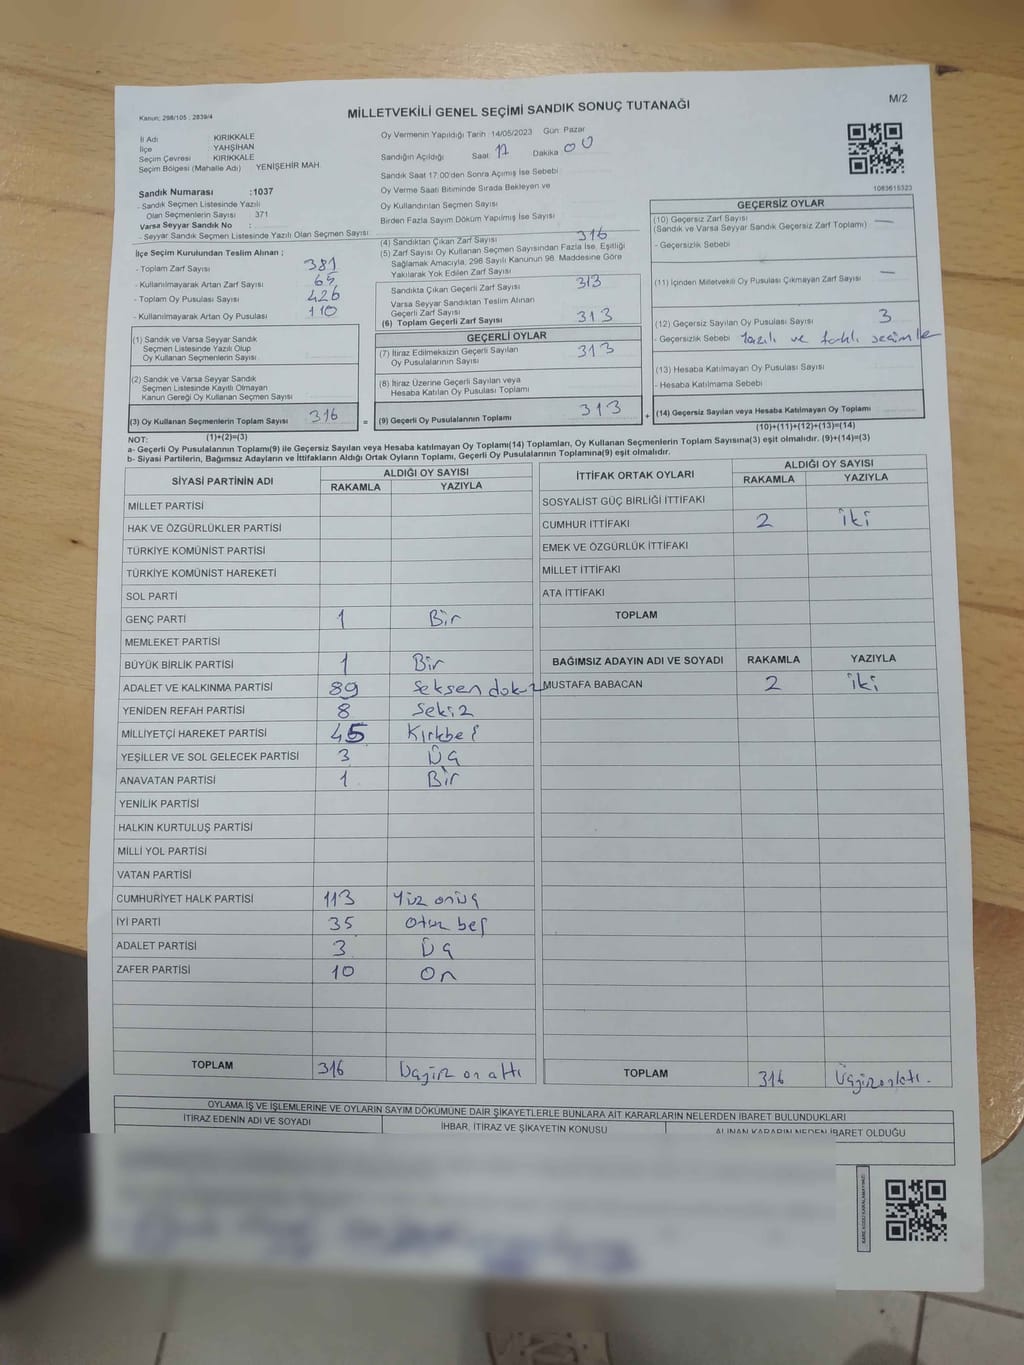 M/2
MİLLETVEKİLİ GENEL SEÇİMİ SANDIK SONUÇ TUTANAĞI
Kanun: 298/105 , 2839/4
İl Adı KIRIKKALE
İlçe YAHŞİHAN
Seçim Çevresi KIRIKKALE
Seçim Bölgesi (Mahalle Adı) YENİŞEHİR MAH.
Sandık Numarası :1037
- Sandık Seçmen Listesinde Yazılı
Olan Seçmenlerin Sayısı 371
Varsa Seyyar Sandık No :
- Seyyar Sandık Seçmen Listesinde Yazılı Olan Seçmen Sayısı
Oy Vermenin Yapıldığı Tarih :14/05/2023 Gün: Pazar
Sandığın Açıldığı Saat 17 Dakika 00
Sandık Saat 17:00'den Sonra Açımış İse Sebebi
Oy Verme Saati Bitiminde Sırada Bekleyen ve
Oy Kullandırılan Seçmen Sayısı
Birden Fazla Sayım Döküm Yapılmış İse Sayısı
1083615323
İlçe Seçim Kurulundan Teslim Alınan ;
- Toplam Zarf Sayısı 381
- Kullanılmayarak Artan Zarf Sayısı 65
- Toplam Oy Pusulası Sayısı 426
- Kullanılmayarak Artan Oy Pusulası 110
(1) Sandık ve Varsa Seyyar Sandık
Seçmen Listesinde Yazılı Olup
Oy Kullanan Seçmenlerin Sayısı
(2) Sandık ve Varsa Seyyar Sandık
Seçmen Listesinde Kayıtlı Olmayan
Kanun Gereği Oy Kullanan Seçmen Sayısı
(3) Oy Kullanan Seçmenlerin Toplam Sayısı 316
(1)+(2)=(3)
(4) Sandıktan Çıkan Zarf Sayısı 316
(5) Zarf Sayısı Oy Kullanan Seçmen Sayısından Fazla İse, Eşitliği
Sağlamak Amacıyla, 298 Sayılı Kanunun 98. Maddesine Göre
Yakılarak Yok Edilen Zarf Sayısı
Sandıkta Çıkan Geçerli Zarf Sayısı 313
Varsa Seyyar Sandıktan Teslim Alınan
Geçerli Zarf Sayısı
(6) Toplam Geçerli Zarf Sayısı 313
GEÇERLİ OYLAR
(7) İtiraz Edilmeksizin Geçerli Sayılan
Oy Pusulalarının Sayısı 313
(8) İtiraz Üzerine Geçerli Sayılan veya
Hesaba Katılan Oy Pusulası Toplamı
= (9) Geçerli Oy Pusulalarının Toplamı 313
GEÇERSİZ OYLAR
(10) Geçersiz Zarf Sayısı —
(Sandık ve Varsa Seyyar Sandık Geçersiz Zarf Toplamı)
- Geçersizlik Sebebi
(11) İçinden Milletvekili Oy Pusulası Çıkmayan Zarf Sayısı —
(12) Geçersiz Sayılan Oy Pusulası Sayısı 3
- Geçersizlik Sebebi Yazılı ve farklı seçimler
(13) Hesaba Katılmayan Oy Pusulası Sayısı
- Hesaba Katılmama Sebebi
+ (14) Geçersiz Sayılan veya Hesaba Katılmayan Oy Toplamı
(10)+(11)+(12)+(13)=(14)
NOT:
a- Geçerli Oy Pusulalarının Toplamı(9) ile Geçersiz Sayılan veya Hesaba katılmayan Oy Toplamı(14) Toplamları, Oy Kullanan Seçmenlerin Toplam Sayısına(3) eşit olmalıdır. (9)+(14)=(3)
b- Siyasi Partilerin, Bağımsız Adayların ve İttifakların Aldığı Ortak Oyların Toplamı, Geçerli Oy Pusulalarının Toplamına(9) eşit olmalıdır.
SİYASİ PARTİNİN ADI ALDIĞI OY SAYISI
RAKAMLA YAZIYLA
MİLLET PARTİSİ
HAK VE ÖZGÜRLÜKLER PARTİSİ
TÜRKİYE KOMÜNİST PARTİSİ
TÜRKİYE KOMÜNİST HAREKETİ
SOL PARTİ
GENÇ PARTİ 1 Bir
MEMLEKET PARTİSİ
BÜYÜK BİRLİK PARTİSİ 1 Bir
ADALET VE KALKINMA PARTİSİ 89 Seksen dokuz
YENİDEN REFAH PARTİSİ 8 Sekiz
MİLLİYETÇİ HAREKET PARTİSİ 45 Kırkbeş
YEŞİLLER VE SOL GELECEK PARTİSİ 3 Üç
ANAVATAN PARTİSİ 1 Bir
YENİLİK PARTİSİ
HALKIN KURTULUŞ PARTİSİ
MİLLİ YOL PARTİSİ
VATAN PARTİSİ
CUMHURİYET HALK PARTİSİ 113 Yüz onüç
İYİ PARTİ 35 Otuz beş
ADALET PARTİSİ 3 Üç
ZAFER PARTİSİ 10 On
TOPLAM 316 Üçyüz on altı
İTTİFAK ORTAK OYLARI ALDIĞI OY SAYISI
RAKAMLA YAZIYLA
SOSYALİST GÜÇ BİRLİĞİ İTTİFAKI
CUMHUR İTTİFAKI 2 İki
EMEK VE ÖZGÜRLÜK İTTİFAKI
MİLLET İTTİFAKI
ATA İTTİFAKI
TOPLAM
BAĞIMSIZ ADAYIN ADI VE SOYADI RAKAMLA YAZIYLA
MUSTAFA BABACAN 2 İki
TOPLAM 316 Üçyüzonaltı.
OYLAMA İŞ VE İŞLEMLERİNE VE OYLARIN SAYIM DÖKÜMÜNE DAİR ŞİKAYETLERLE BUNLARA AİT KARARLARIN NELERDEN İBARET BULUNDUKLARI
İTİRAZ EDENİN ADI VE SOYADI İHBAR, İTİRAZ VE ŞİKAYETİN KONUSU ALINAN KARARIN NEDEN İBARET OLDUĞU
KARE KODU KARALAMAYINIZ!